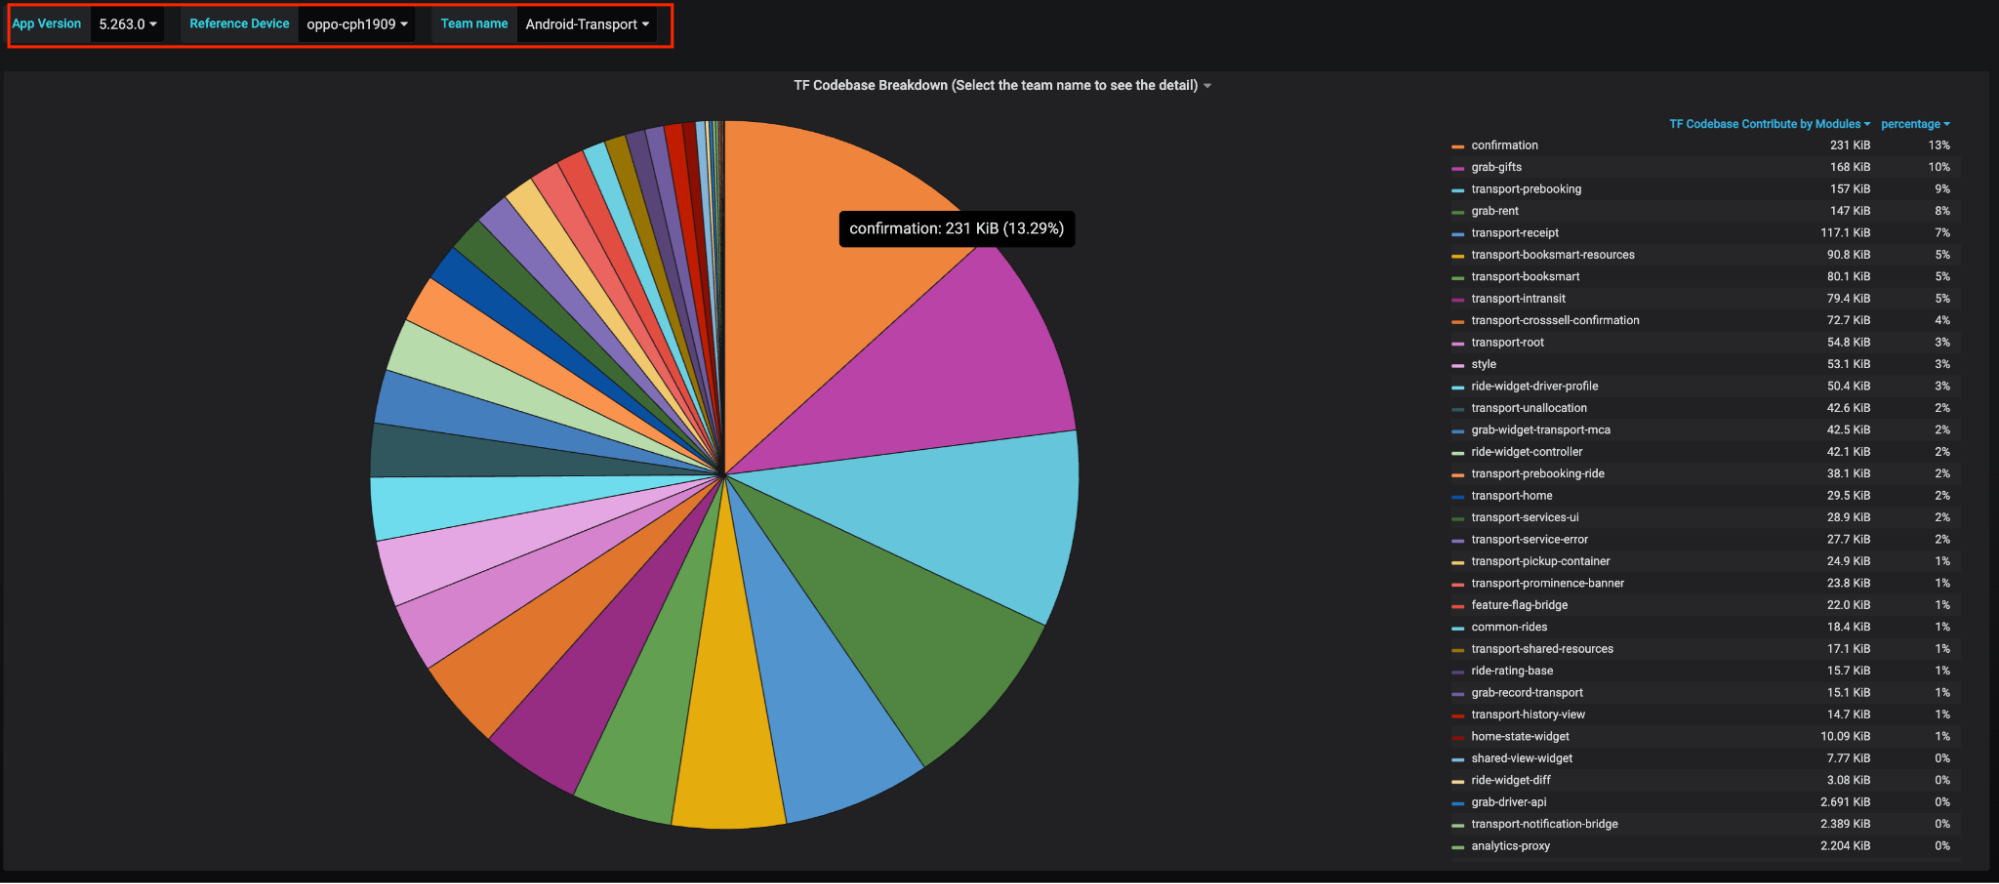 App Version 5.263.0 Reference Device oppo-cph1909 Team name Android-Transport
TF Codebase Breakdown (Select the team name to see the detail)
TF Codebase Contribute by Modules percentage
confirmation 231 KiB 13%
grab-gifts 168 KiB 10%
transport-prebooking 157 KiB 9%
grab-rent 147 KiB 8%
transport-receipt 117.1 KiB 7%
transport-booksmart-resources 90.8 KiB 5%
transport-booksmart 80.1 KiB 5%
transport-intransit 79.4 KiB 5%
transport-crosssell-confirmation 72.7 KiB 4%
transport-root 54.8 KiB 3%
style 53.1 KiB 3%
ride-widget-driver-profile 50.4 KiB 3%
transport-unallocation 42.6 KiB 2%
grab-widget-transport-mca 42.5 KiB 2%
ride-widget-controller 42.1 KiB 2%
transport-prebooking-ride 38.1 KiB 2%
transport-home 29.5 KiB 2%
transport-services-ui 28.9 KiB 2%
transport-service-error 27.7 KiB 2%
transport-pickup-container 24.9 KiB 1%
transport-prominence-banner 23.8 KiB 1%
feature-flag-bridge 22.0 KiB 1%
common-rides 18.4 KiB 1%
transport-shared-resources 17.1 KiB 1%
ride-rating-base 15.7 KiB 1%
grab-record-transport 15.1 KiB 1%
transport-history-view 14.7 KiB 1%
home-state-widget 10.09 KiB 1%
shared-view-widget 7.77 KiB 0%
ride-widget-diff 3.08 KiB 0%
grab-driver-api 2.691 KiB 0%
transport-notification-bridge 2.389 KiB 0%
analytics-proxy 2.204 KiB 0%
confirmation: 231 KiB (13.29%)